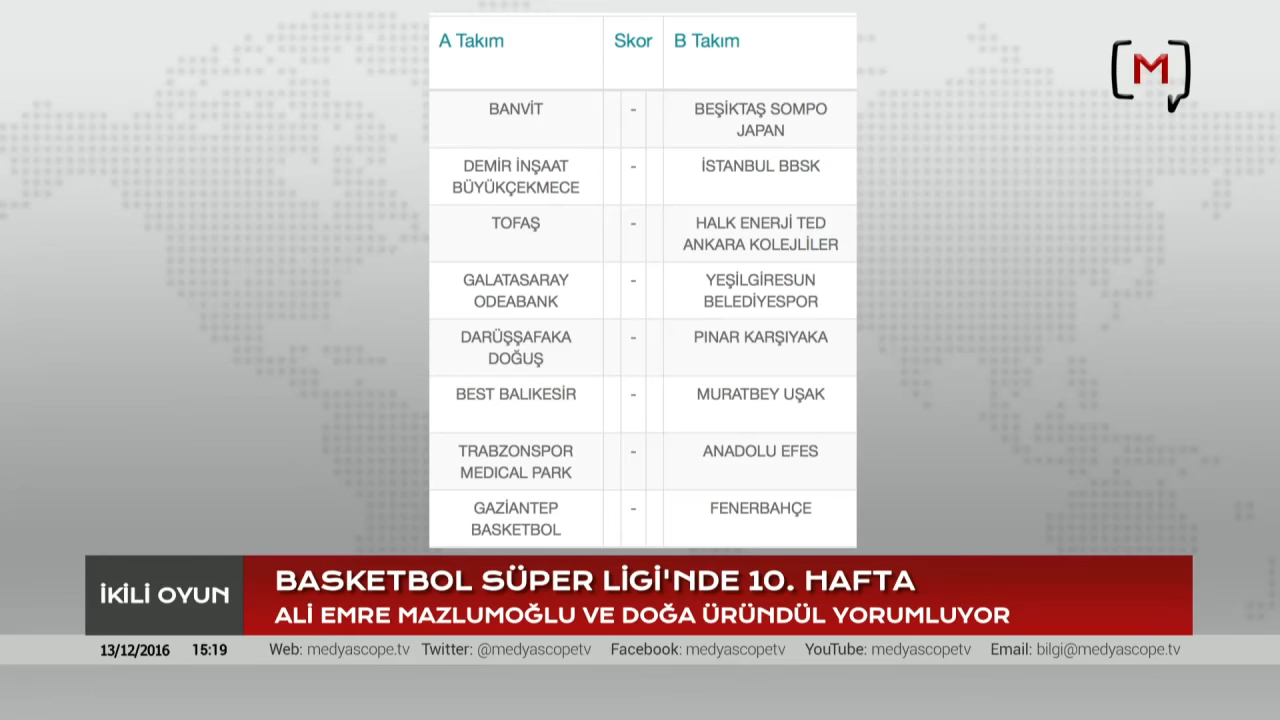 A Takım Skor B Takım
BANVİT - BEŞİKTAŞ SOMPO
JAPAN
DEMİR İNŞAAT - İSTANBUL BBSK
BÜYÜKÇEKMECE
TOFAŞ - HALK ENERJİ TED
ANKARA KOLEJLİLER
GALATASARAY - YEŞİLGİRESUN
ODEABANK BELEDİYESPOR
DARÜŞŞAFAKA - PINAR KARŞIYAKA
DOĞUŞ
BEST BALIKESİR - MURATBEY UŞAK
TRABZONSPOR - ANADOLU EFES
MEDICAL PARK
GAZİANTEP - FENERBAHÇE
BASKETBOL
M
İKİLİ OYUN
BASKETBOL SÜPER LİGİ'NDE 10. HAFTA
ALİ EMRE MAZLUMOĞLU VE DOĞA ÜRÜNDÜL YORUMLUYOR
13/12/2016 15:19 Web: medyascope.tv Twitter: @medyascopetv Facebook: medyascopetv YouTube: medyascopetv Email: bilgi@medyascope.tv